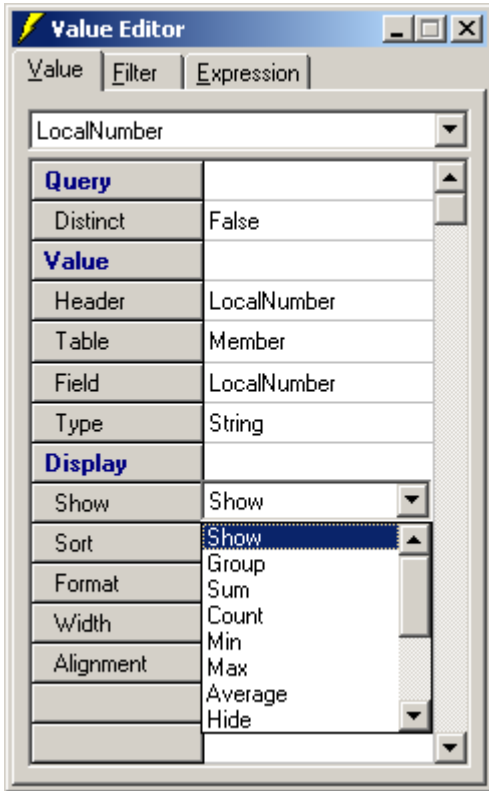 Value Editor
Value Filter Expression
LocalNumber
Query
Distinct False
Value
Header LocalNumber
Table Member
Field LocalNumber
Type String
Display
Show Show
Sort Show
Group
Format Sum
Width Count
Min
Alignment Max
Average
Hide